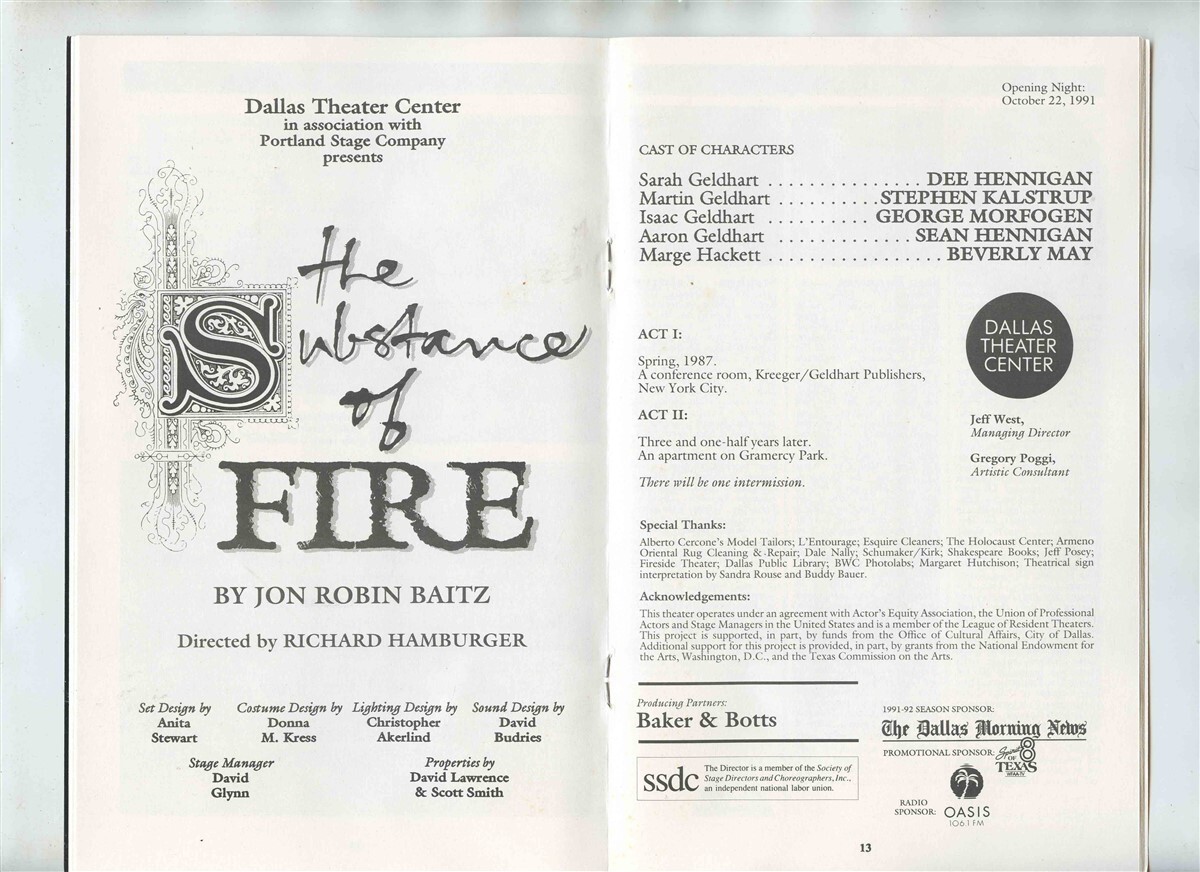 Dallas Theater Center
in association with
Portland Stage Company
presents
the
Substance
of
FIRE
BY JON ROBIN BAITZ
Directed by RICHARD HAMBURGER
Set Design by
Anita
Stewart
Costume Design by
Donna
M. Kress
Lighting Design by
Christopher
Akerlind
Sound Design by
David
Budries
Stage Manager
David
Glynn
Properties by
David Lawrence
& Scott Smith
Opening Night:
October 22, 1991
CAST OF CHARACTERS
Sarah Geldhart . . . . . . . . . . . . . . . DEE HENNIGAN
Martin Geldhart . . . . . . . . . . STEPHEN KALSTRUP
Isaac Geldhart . . . . . . . . . . GEORGE MORFOGEN
Aaron Geldhart . . . . . . . . . . . . . SEAN HENNIGAN
Marge Hackett . . . . . . . . . . . . . . . . . BEVERLY MAY
ACT I:
Spring, 1987.
A conference room, Kreeger/Geldhart Publishers,
New York City.
ACT II:
Three and one-half years later.
An apartment on Gramercy Park.
There will be one intermission.
DALLAS
THEATER
CENTER
Jeff West,
Managing Director
Gregory Poggi,
Artistic Consultant
Special Thanks:
Alberto Cercone's Model Tailors; L'Entourage; Esquire Cleaners; The Holocaust Center; Armeno
Oriental Rug Cleaning & Repair; Dale Nally; Schumaker/Kirk; Shakespeare Books; Jeff Posey;
Fireside Theater; Dallas Public Library; BWC Photolabs; Margaret Hutchison; Theatrical sign
interpretation by Sandra Rouse and Buddy Bauer.
Acknowledgements:
This theater operates under an agreement with Actor's Equity Association, the Union of Professional
Actors and Stage Managers in the United States and is a member of the League of Resident Theaters.
This project is supported, in part, by funds from the Office of Cultural Affairs, City of Dallas.
Additional support for this project is provided, in part, by grants from the National Endowment for
the Arts, Washington, D.C., and the Texas Commission on the Arts.
Producing Partners:
Baker & Botts
ssdc
The Director is a member of the Society of
Stage Directors and Choreographers, Inc.,
an independent national labor union.
1991-92 SEASON SPONSOR:
The Dallas Morning News
PROMOTIONAL SPONSOR:
Spirit 8
OF
TEXAS
WFAA-TV
RADIO
SPONSOR:
OASIS
106.1 FM
13